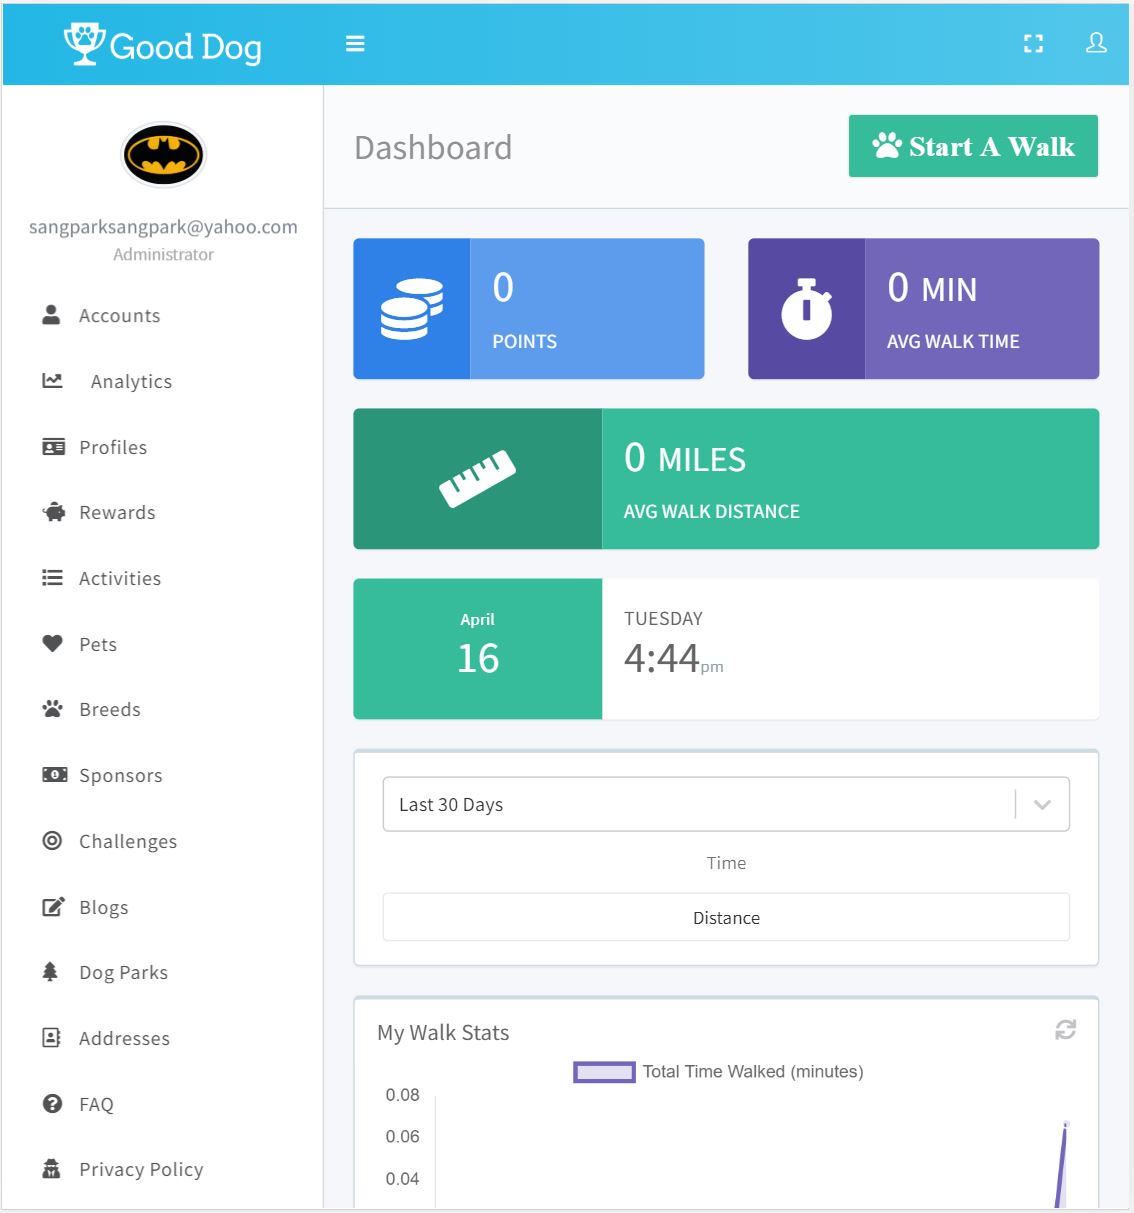 Good Dog
sangparksangpark@yahoo.com
Administrator
Accounts
Analytics
Profiles
Rewards
Activities
Pets
Breeds
Sponsors
Challenges
Blogs
Dog Parks
Addresses
FAQ
Privacy Policy
Dashboard
Start A Walk
0
POINTS
0 MIN
AVG WALK TIME
0 MILES
AVG WALK DISTANCE
April
16
TUESDAY
4:44pm
Last 30 Days
Time
Distance
My Walk Stats
Total Time Walked (minutes)
0.08
0.06
0.04